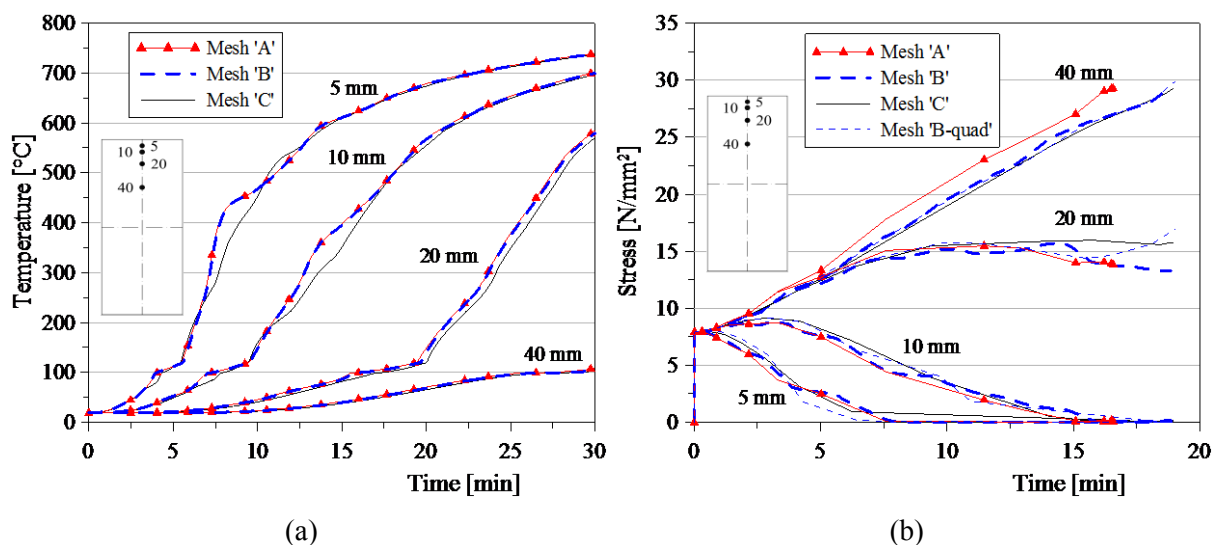 800
700
600
500
400
300
200
100
0
Temperature [°C]
Mesh 'A'
Mesh 'B'
Mesh 'C'
5
10
20
40
5 mm
10 mm
20 mm
40 mm
0
5
10
15
20
25
30
Time [min]
(a)
35
30
25
20
15
10
5
0
Stress [N/mm²]
Mesh 'A'
Mesh 'B'
Mesh 'C'
Mesh 'B-quad'
5
10
20
40
40 mm
20 mm
10 mm
5 mm
0
5
10
15
20
Time [min]
(b)